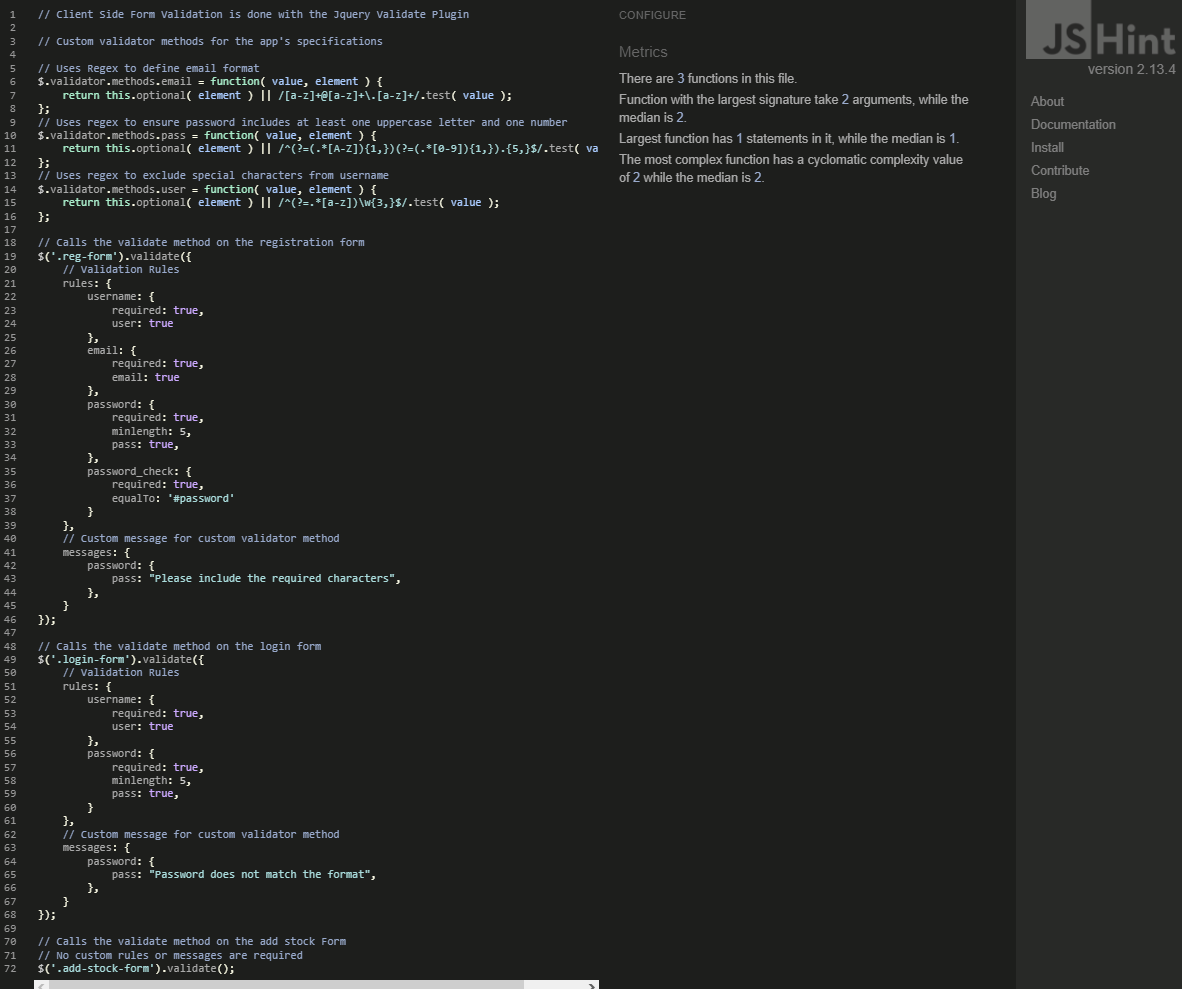 1 // Client Side Form Validation is done with the Jquery Validate Plugin
2
3 // Custom validator methods for the app's specifications
4
5 // Uses Regex to define email format
6 $.validator.methods.email = function( value, element ) {
7     return this.optional( element ) || /[a-z]+@[a-z]+\.[a-z]+/.test( value );
8 };
9 // Uses regex to ensure password includes at least one uppercase letter and one number
10 $.validator.methods.pass = function( value, element ) {
11     return this.optional( element ) || /^(?=(.*[A-Z]){1,})(?=(.*[0-9]){1,}).{5,}$/.test( va
12 };
13 // Uses regex to exclude special characters from username
14 $.validator.methods.user = function( value, element ) {
15     return this.optional( element ) || /^(?=.*[a-z])\w{3,}$/.test( value );
16 };
17
18 // Calls the validate method on the registration form
19 $('.reg-form').validate({
20     // Validation Rules
21     rules: {
22         username: {
23             required: true,
24             user: true
25         },
26         email: {
27             required: true,
28             email: true
29         },
30         password: {
31             required: true,
32             minlength: 5,
33             pass: true,
34         },
35         password_check: {
36             required: true,
37             equalTo: '#password'
38         }
39     },
40     // Custom message for custom validator method
41     messages: {
42         password: {
43             pass: "Please include the required characters",
44         },
45     }
46 });
47
48 // Calls the validate method on the login form
49 $('.login-form').validate({
50     // Validation Rules
51     rules: {
52         username: {
53             required: true,
54             user: true
55         },
56         password: {
57             required: true,
58             minlength: 5,
59             pass: true,
60         }
61     },
62     // Custom message for custom validator method
63     messages: {
64         password: {
65             pass: "Password does not match the format",
66         },
67     }
68 });
69
70 // Calls the validate method on the add stock Form
71 // No custom rules or messages are required
72 $('.add-stock-form').validate();
CONFIGURE
Metrics
There are 3 functions in this file.
Function with the largest signature take 2 arguments, while the
median is 2.
Largest function has 1 statements in it, while the median is 1.
The most complex function has a cyclomatic complexity value
of 2 while the median is 2.
JSHint
version 2.13.4
About
Documentation
Install
Contribute
Blog